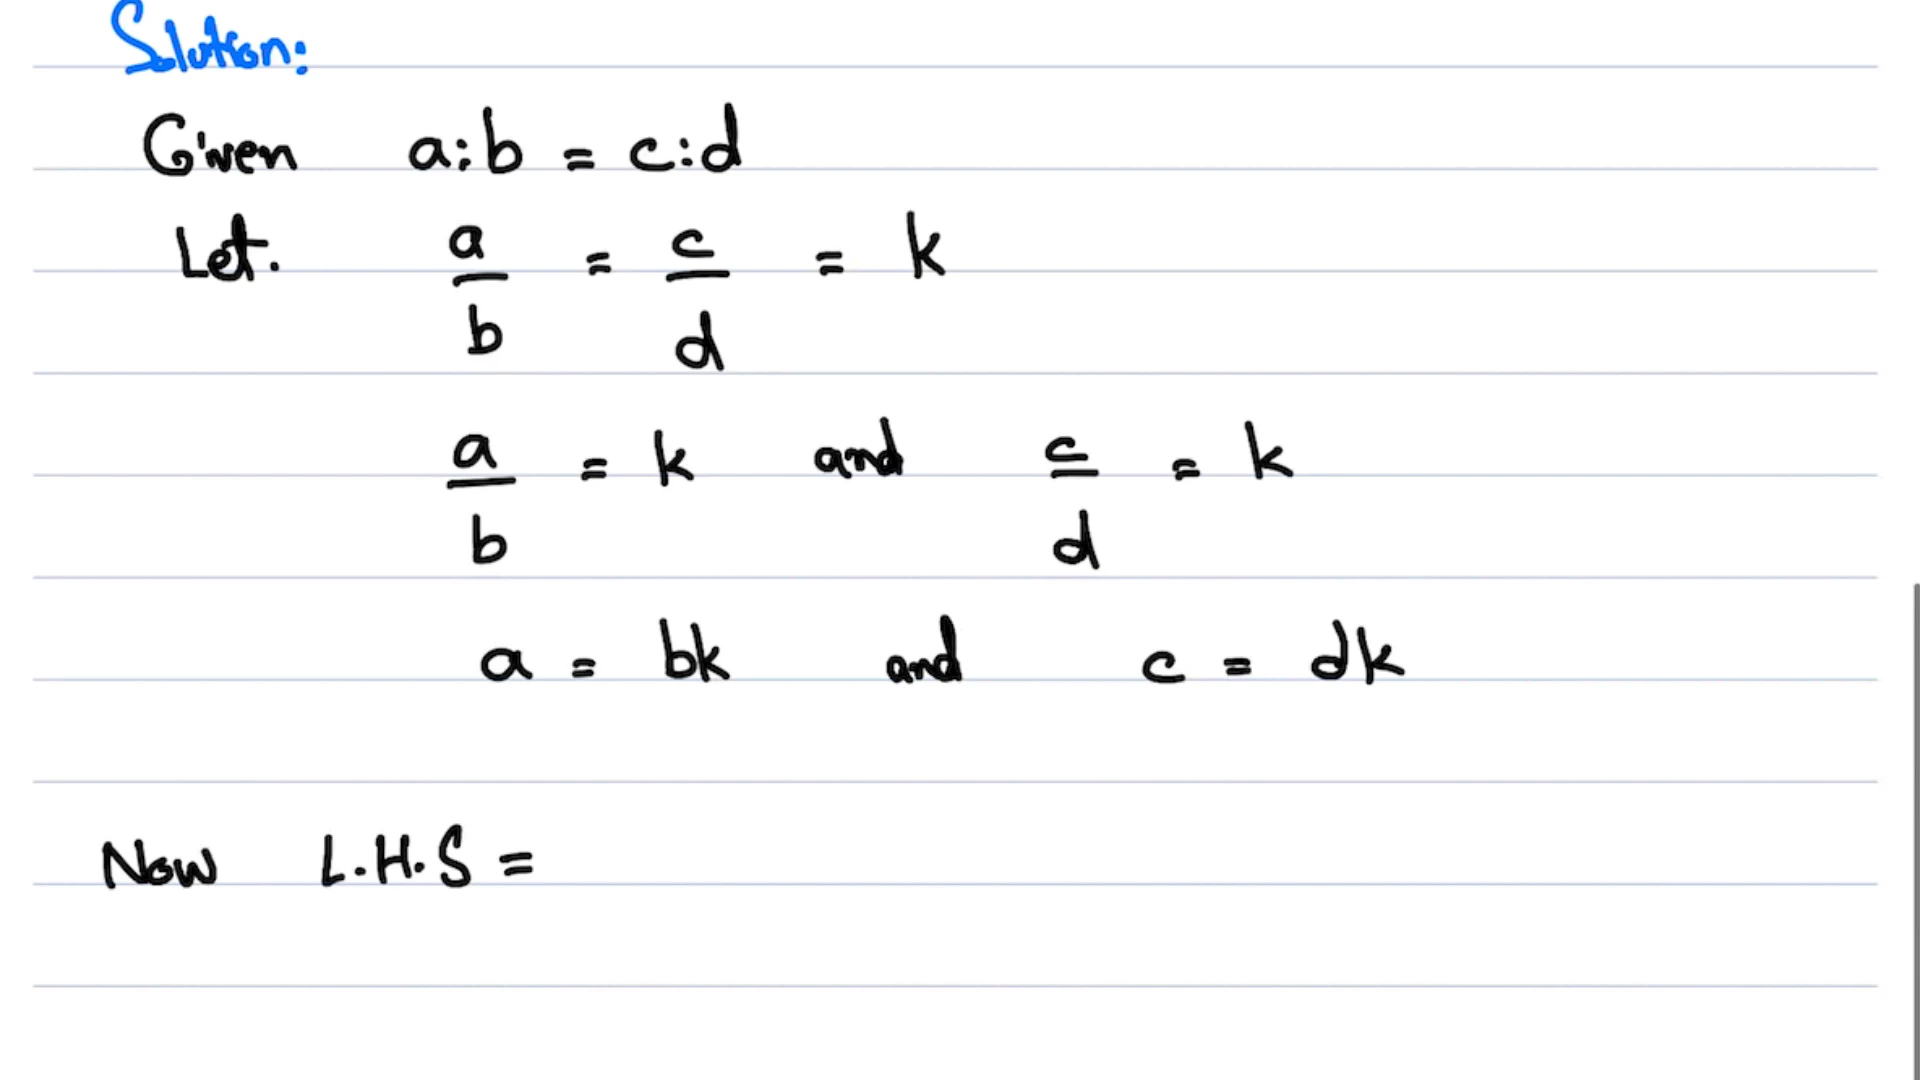 Solution:
Given a:b = c:d
Let. a/b = c/d = k
a/b = k and c/d = k
a = bk and c = dk
Now L.H.S =